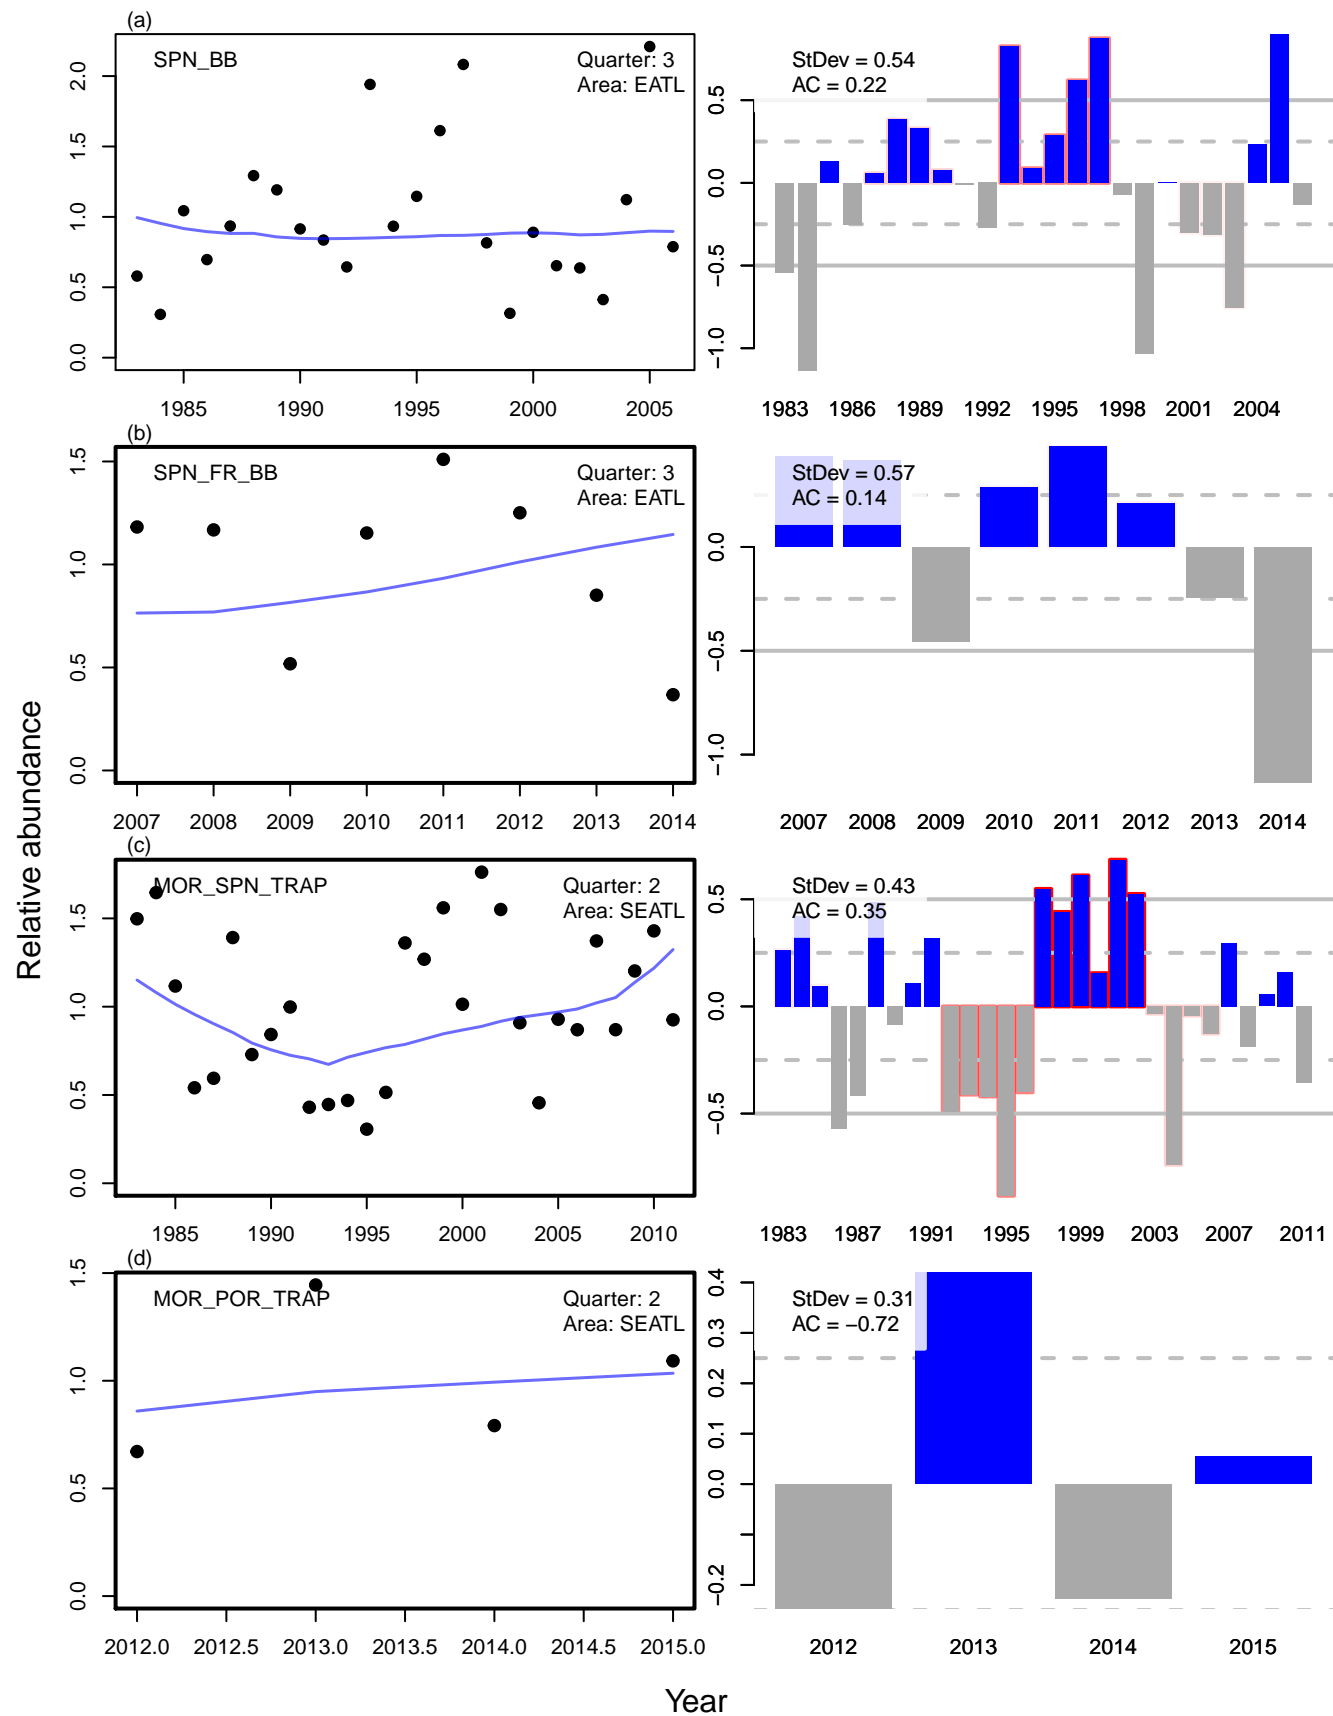 (a)
SPN_BB
Quarter: 3
Area: EATL
StDev = 0.54
AC = 0.22
0.0 0.5 1.0 1.5 2.0
−1.0 −0.5 0.0 0.5
1985 1990 1995 2000 2005
1983 1986 1989 1992 1995 1998 2001 2004
(b)
SPN_FR_BB
Quarter: 3
Area: EATL
StDev = 0.57
AC = 0.14
0.0 0.5 1.0 1.5
−1.0 −0.5 0.0
2007 2008 2009 2010 2011 2012 2013 2014
2007 2008 2009 2010 2011 2012 2013 2014
(c)
MOR_SPN_TRAP
Quarter: 2
Area: SEATL
StDev = 0.43
AC = 0.35
0.0 0.5 1.0 1.5
−0.5 0.0 0.5
1985 1990 1995 2000 2005 2010
1983 1987 1991 1995 1999 2003 2007 2011
(d)
MOR_POR_TRAP
Quarter: 2
Area: SEATL
StDev = 0.31
AC = −0.72
0.0 0.5 1.0 1.5
−0.2 0.0 0.1 0.2 0.3 0.4
2012.0 2012.5 2013.0 2013.5 2014.0 2014.5 2015.0
2012 2013 2014 2015
Relative abundance
Year